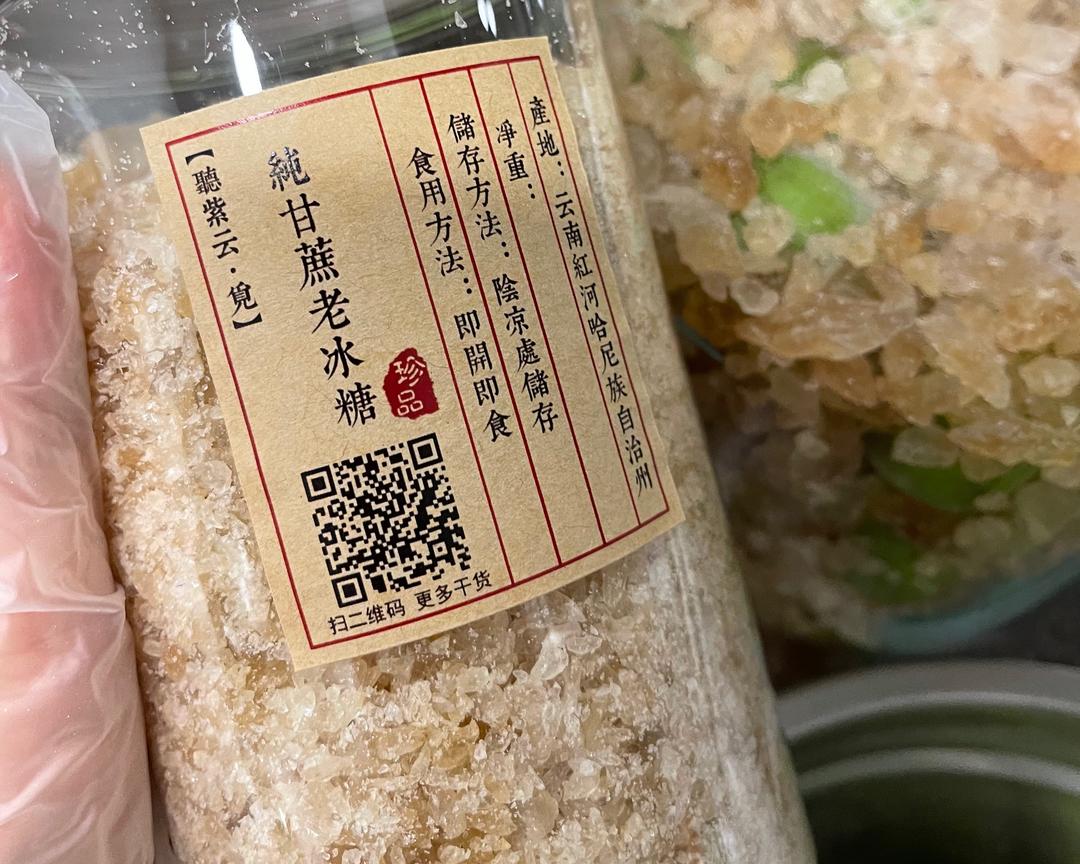 產地：云南紅河哈尼族自治州
凈重：
儲存方法：陰凉處儲存
食用方法：即開即食
純甘蔗老冰糖
珍品
【聽紫云·覓】
扫二维码 更多干货